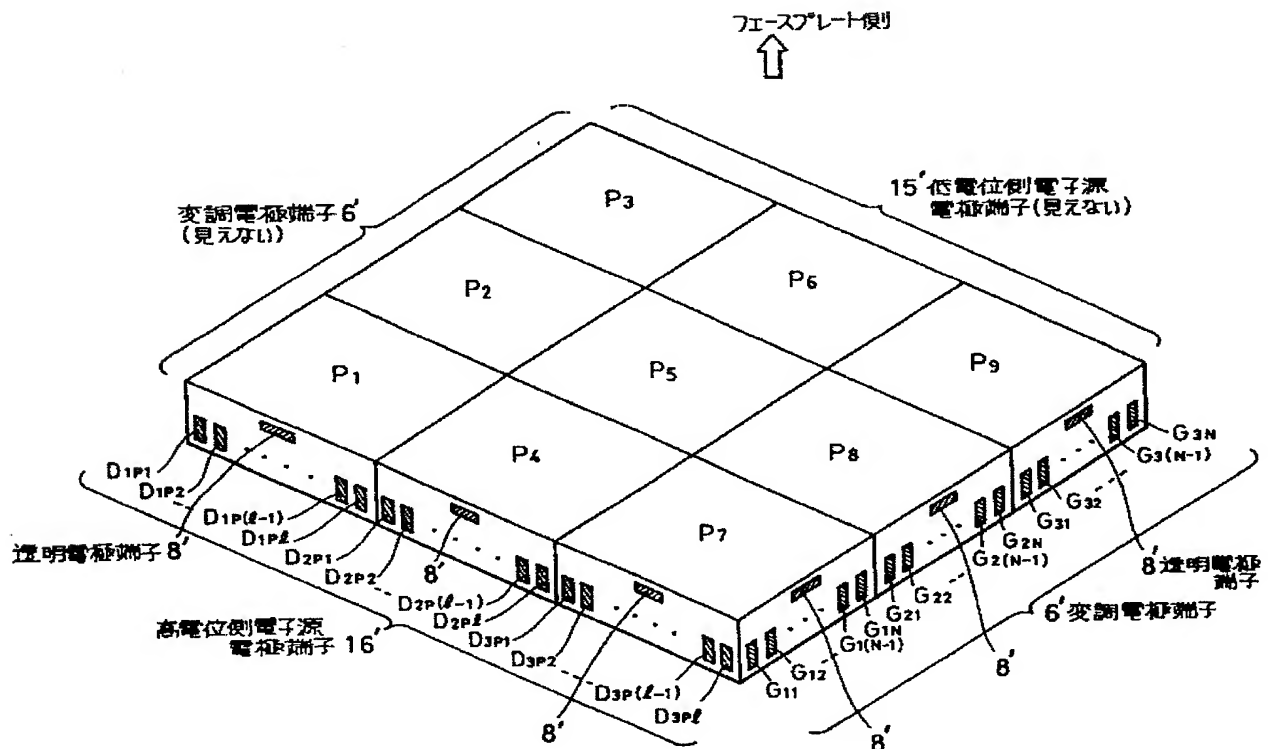 フェースプレート側
15′低電位側電子源
電極端子(見えない)
変調電極端子6′
(見えない)
P3
P2
P6
P1
P5
P9
P4
P8
P7
D1P1
D1P2
D1P(ℓ-1)
D1Pℓ
D2P1
D2P2
D2P(ℓ-1)
D2Pℓ
D3P1
D3P2
D3P(ℓ-1)
D3Pℓ
G11
G12
G1(N-1)
G1N
G21
G22
G2(N-1)
G2N
G31
G32
G3(N-1)
G3N
透明電極端子8′
8′
8′
8′
8′
8′透明電極
端子
6′変調電極端子
高電位側電子源
電極端子16′